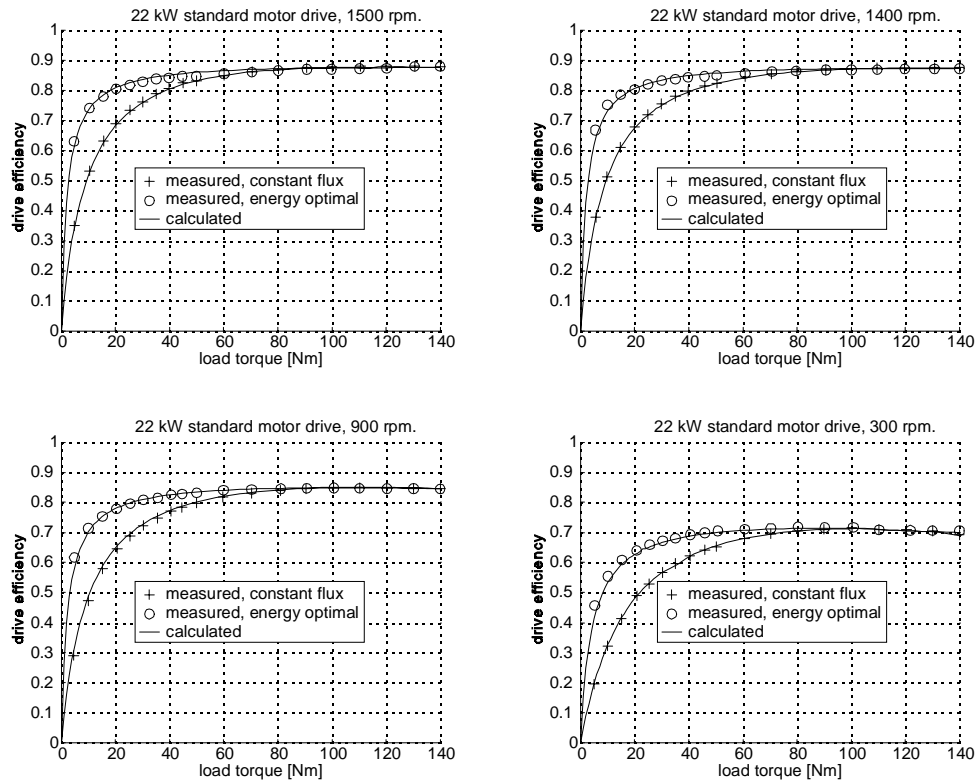 22 kW standard motor drive, 1500 rpm.
1
0.9
0.8
0.7
0.6
0.5
0.4
0.3
0.2
0.1
0
drive efficiency
measured, constant flux
measured, energy optimal
calculated
0 20 40 60 80 100 120 140
load torque [Nm]
22 kW standard motor drive, 1400 rpm.
1
0.9
0.8
0.7
0.6
0.5
0.4
0.3
0.2
0.1
0
drive efficiency
measured, constant flux
measured, energy optimal
calculated
0 20 40 60 80 100 120 140
load torque [Nm]
22 kW standard motor drive, 900 rpm.
1
0.9
0.8
0.7
0.6
0.5
0.4
0.3
0.2
0.1
0
drive efficiency
measured, constant flux
measured, energy optimal
calculated
0 20 40 60 80 100 120 140
load torque [Nm]
22 kW standard motor drive, 300 rpm.
1
0.9
0.8
0.7
0.6
0.5
0.4
0.3
0.2
0.1
0
drive efficiency
measured, constant flux
measured, energy optimal
calculated
0 20 40 60 80 100 120 140
load torque [Nm]